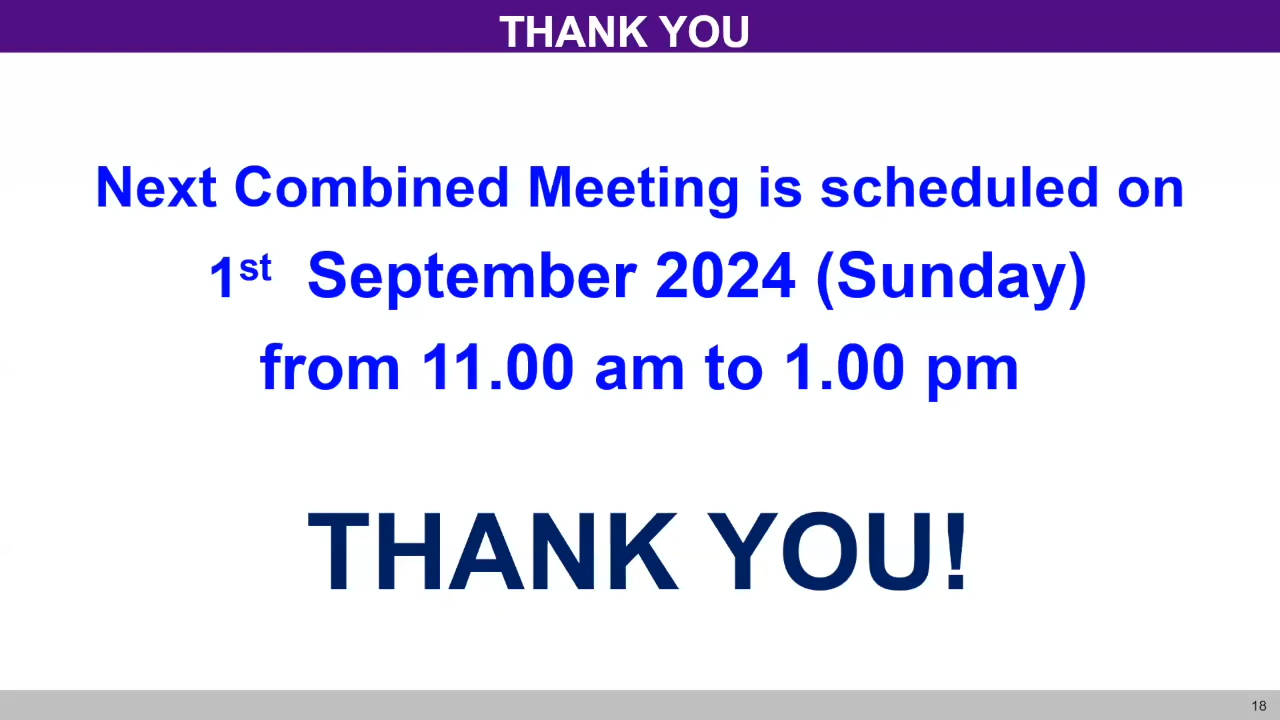 THANK YOU
Next Combined Meeting is scheduled on
1st September 2024 (Sunday)
from 11.00 am to 1.00 pm
THANK YOU!
18